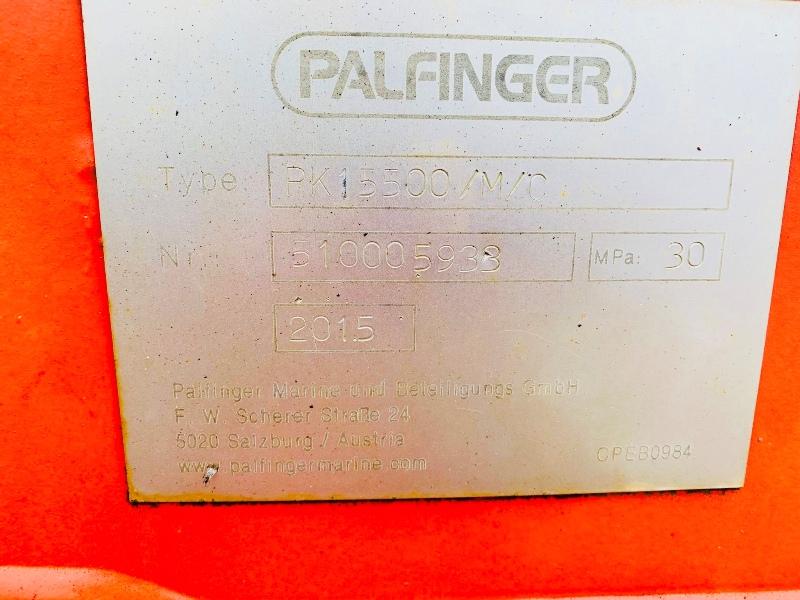 PALFINGER
Type PK15500/M/C
Nr. 510005938 MPa: 30
2015
Palfinger Marine-und Beteiligungs GmbH
F. W. Scherer Straße 24
5020 Salzburg / Austria
www.palfingermarine.com
OPEB0984